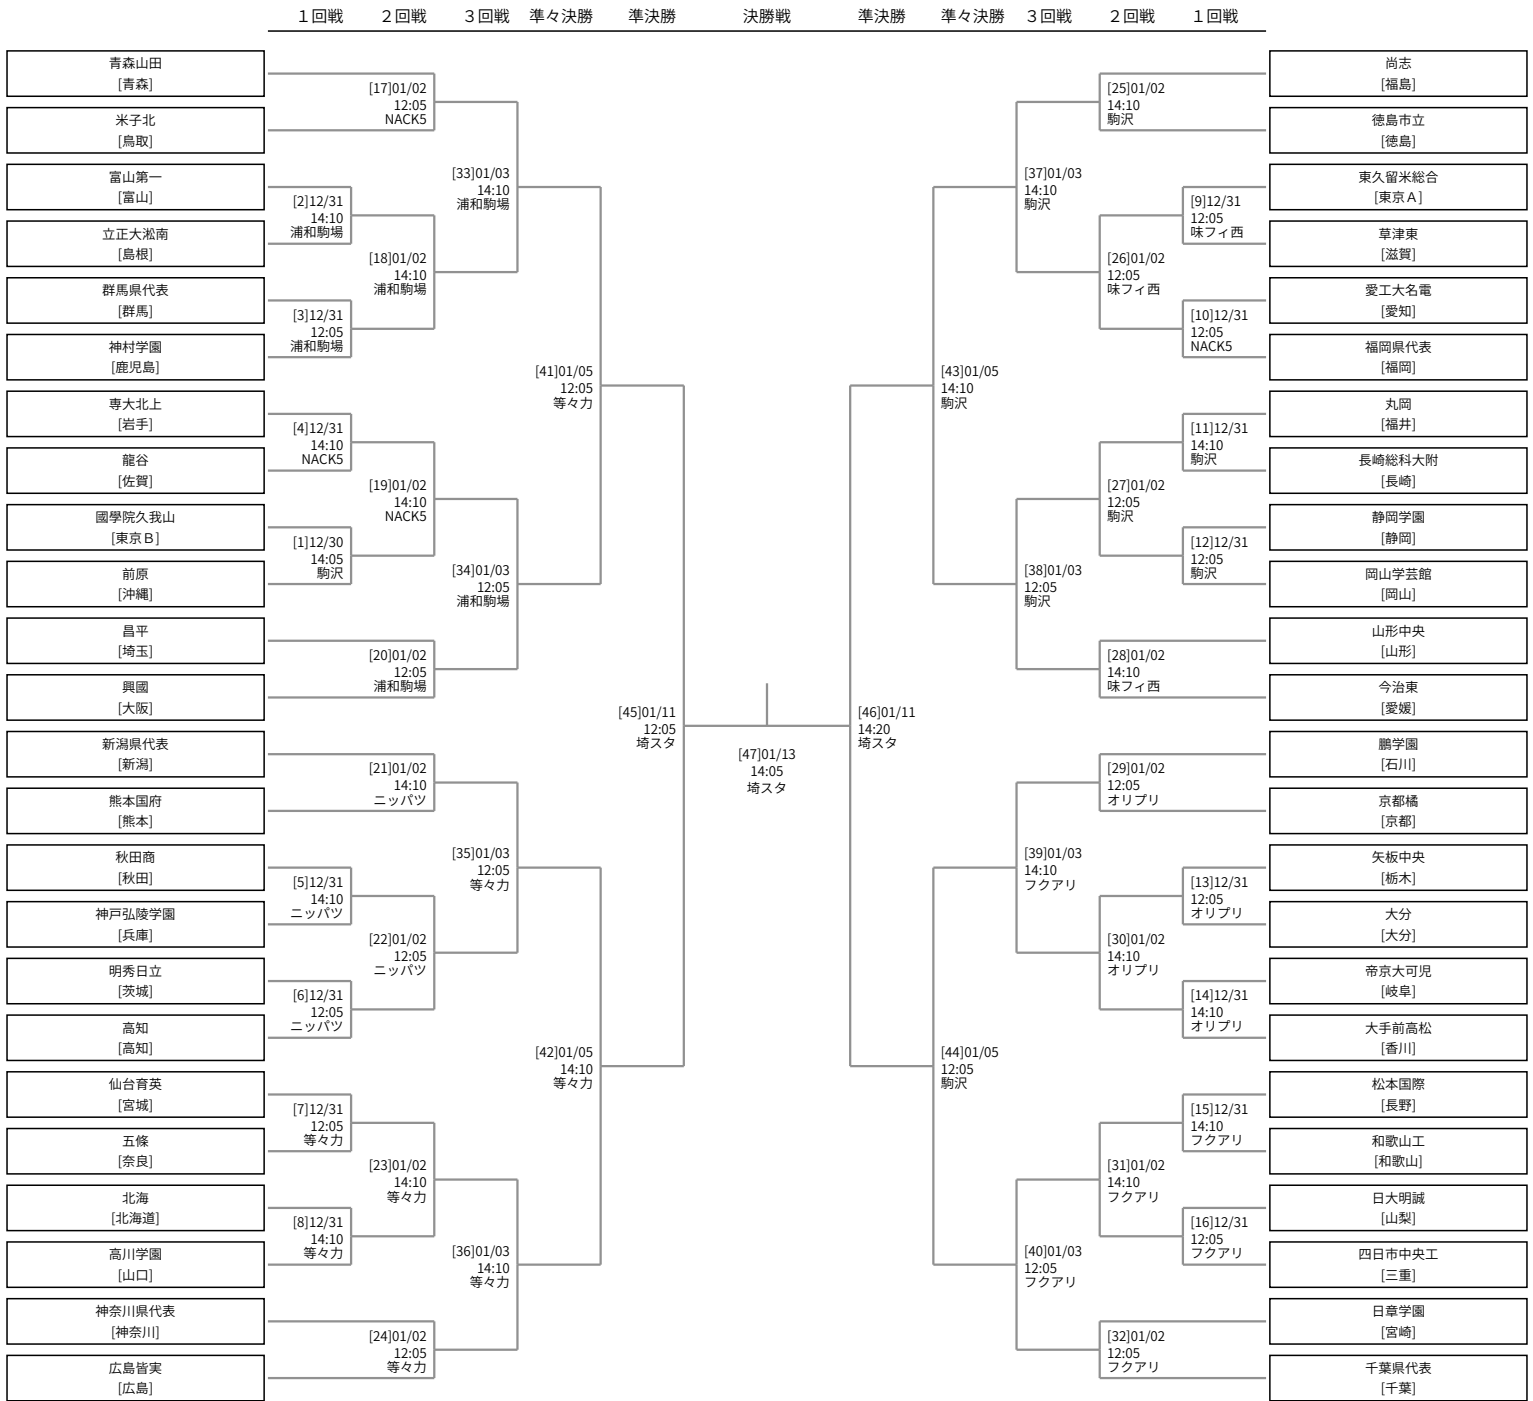 １回戦 ２回戦 ３回戦 準々決勝 準決勝 決勝戦 準決勝 準々決勝 ３回戦 ２回戦 １回戦
青森山田
[青森]
米子北
[鳥取]
富山第一
[富山]
立正大淞南
[島根]
群馬県代表
[群馬]
神村学園
[鹿児島]
専大北上
[岩手]
龍谷
[佐賀]
國學院久我山
[東京Ｂ]
前原
[沖縄]
昌平
[埼玉]
興國
[大阪]
新潟県代表
[新潟]
熊本国府
[熊本]
秋田商
[秋田]
神戸弘陵学園
[兵庫]
明秀日立
[茨城]
高知
[高知]
仙台育英
[宮城]
五條
[奈良]
北海
[北海道]
高川学園
[山口]
神奈川県代表
[神奈川]
広島皆実
[広島]
[2]12/31
14:10
浦和駒場
[3]12/31
12:05
浦和駒場
[4]12/31
14:10
NACK5
[1]12/30
14:05
駒沢
[5]12/31
14:10
ニッパツ
[6]12/31
12:05
ニッパツ
[7]12/31
12:05
等々力
[8]12/31
14:10
等々力
[17]01/02
12:05
NACK5
[18]01/02
14:10
浦和駒場
[19]01/02
14:10
NACK5
[20]01/02
12:05
浦和駒場
[21]01/02
14:10
ニッパツ
[22]01/02
12:05
ニッパツ
[23]01/02
14:10
等々力
[24]01/02
12:05
等々力
[33]01/03
14:10
浦和駒場
[34]01/03
12:05
浦和駒場
[35]01/03
12:05
等々力
[36]01/03
14:10
等々力
[41]01/05
12:05
等々力
[42]01/05
14:10
等々力
[45]01/11
12:05
埼スタ
[47]01/13
14:05
埼スタ
[46]01/11
14:20
埼スタ
[43]01/05
14:10
駒沢
[44]01/05
12:05
駒沢
[37]01/03
14:10
駒沢
[38]01/03
12:05
駒沢
[39]01/03
14:10
フクアリ
[40]01/03
12:05
フクアリ
[25]01/02
14:10
駒沢
[26]01/02
12:05
味フィ西
[27]01/02
12:05
駒沢
[28]01/02
14:10
味フィ西
[29]01/02
12:05
オリプリ
[30]01/02
14:10
オリプリ
[31]01/02
14:10
フクアリ
[32]01/02
12:05
フクアリ
[9]12/31
12:05
味フィ西
[10]12/31
12:05
NACK5
[11]12/31
14:10
駒沢
[12]12/31
12:05
駒沢
[13]12/31
12:05
オリプリ
[14]12/31
14:10
オリプリ
[15]12/31
14:10
フクアリ
[16]12/31
12:05
フクアリ
尚志
[福島]
徳島市立
[徳島]
東久留米総合
[東京Ａ]
草津東
[滋賀]
愛工大名電
[愛知]
福岡県代表
[福岡]
丸岡
[福井]
長崎総科大附
[長崎]
静岡学園
[静岡]
岡山学芸館
[岡山]
山形中央
[山形]
今治東
[愛媛]
鵬学園
[石川]
京都橘
[京都]
矢板中央
[栃木]
大分
[大分]
帝京大可児
[岐阜]
大手前高松
[香川]
松本国際
[長野]
和歌山工
[和歌山]
日大明誠
[山梨]
四日市中央工
[三重]
日章学園
[宮崎]
千葉県代表
[千葉]